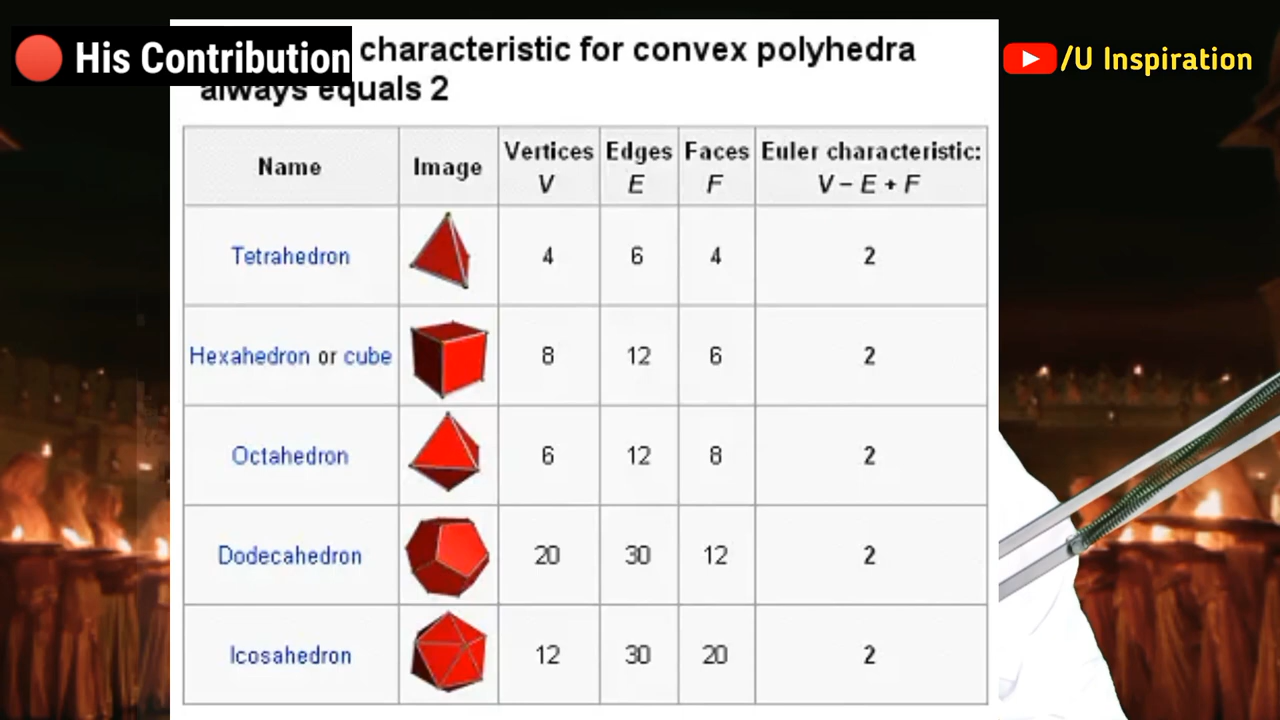 His Contribution
characteristic for convex polyhedra
always equals 2
/U Inspiration
Name Image Vertices V Edges E Faces F Euler characteristic: V − E + F
Tetrahedron 4 6 4 2
Hexahedron or cube 8 12 6 2
Octahedron 6 12 8 2
Dodecahedron 20 30 12 2
Icosahedron 12 30 20 2